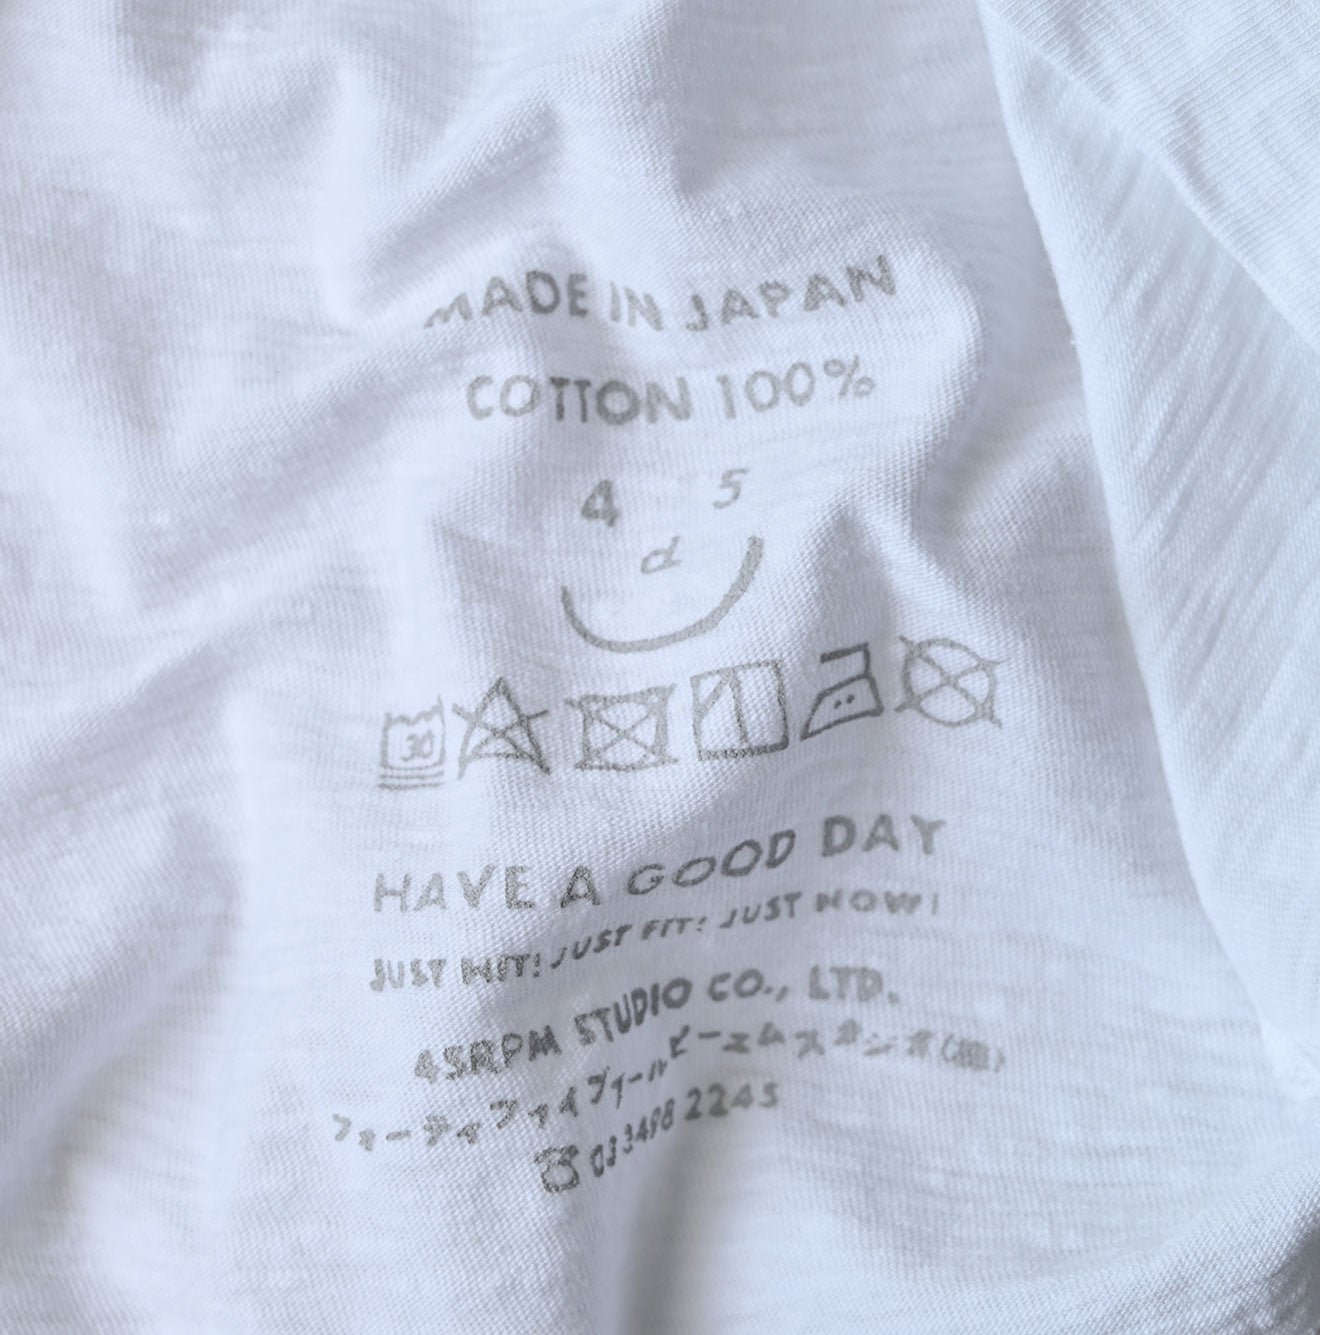 MADE IN JAPAN
COTTON 100%
4 5
d
30
HAVE A GOOD DAY
JUST FIT! JUST NOW!
45RPM STUDIO CO., LTD.
フォーティファイブアールピーエムスタジオ(株)
☎ 03 3498 2245